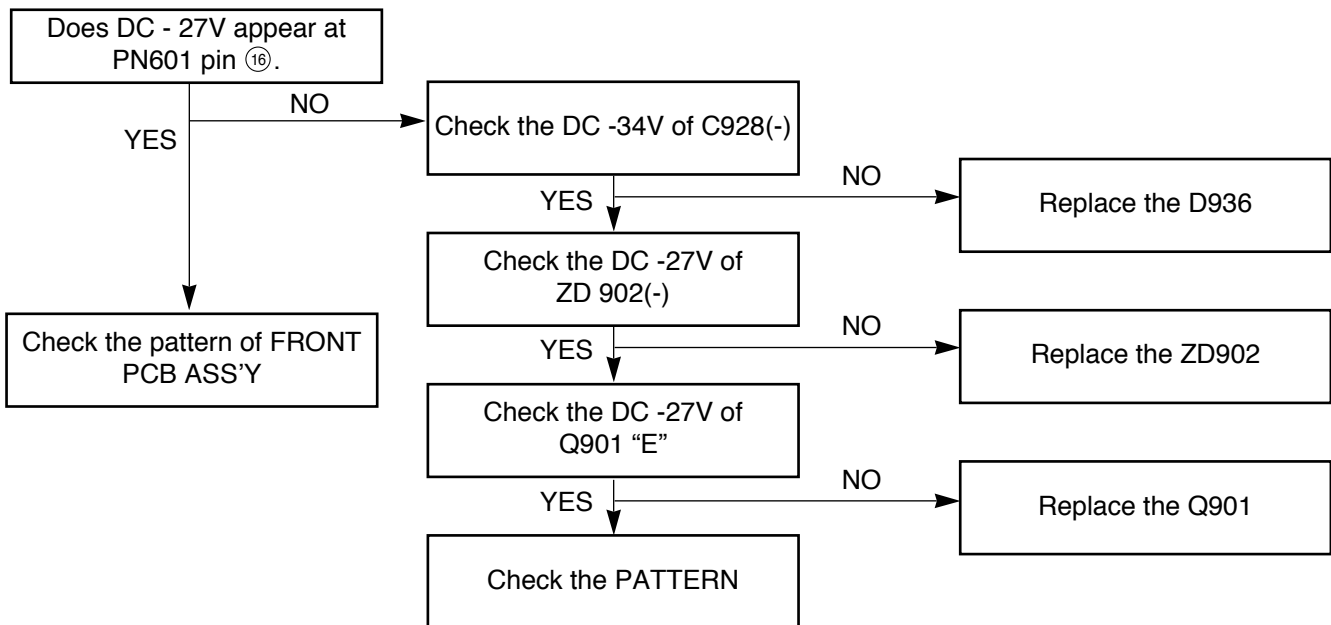 Does DC - 27V appear at
PN601 pin ⑯.
NO
YES
Check the DC -34V of C928(-)
NO
YES
Replace the D936
Check the DC -27V of
ZD 902(-)
Check the pattern of FRONT
PCB ASS’Y
NO
YES
Replace the ZD902
Check the DC -27V of
Q901 “E”
NO
YES
Replace the Q901
Check the PATTERN